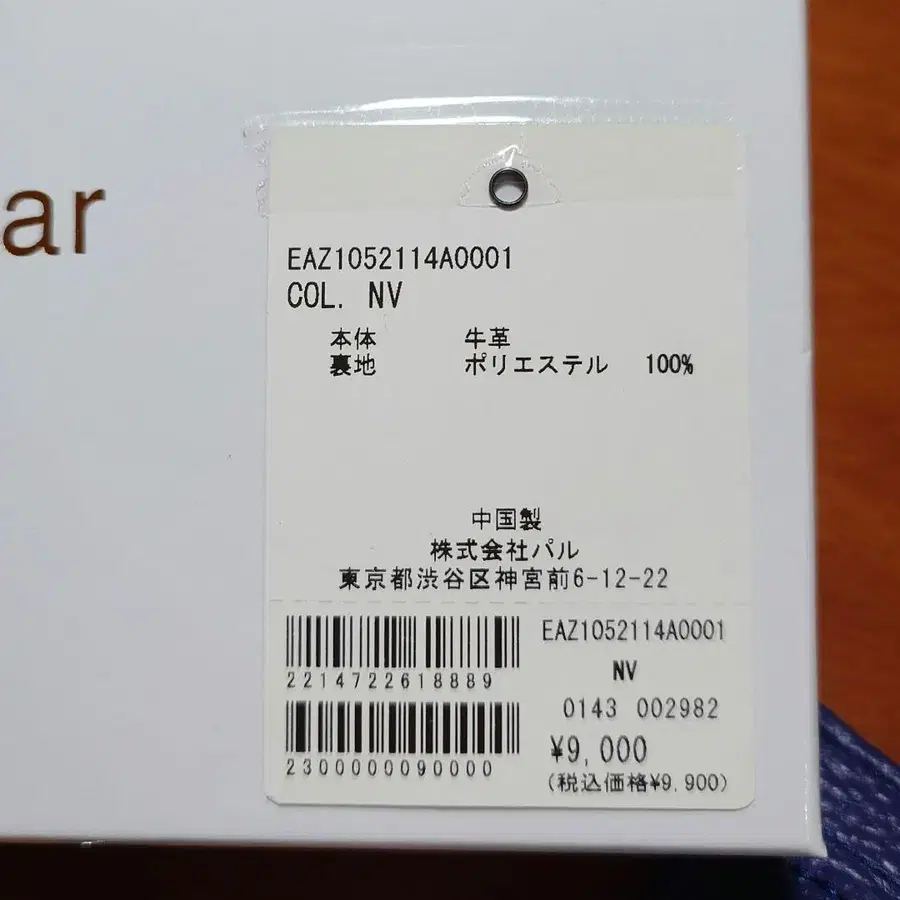 ar
EAZ1052114A0001
COL. NV
本体 牛革
裏地 ポリエステル 100%
中国製
株式会社パル
東京都渋谷区神宮前6-12-22
2214722618889
2300000090000
EAZ1052114A0001
NV
0143 002982
¥9,000
(税込価格¥9,900)